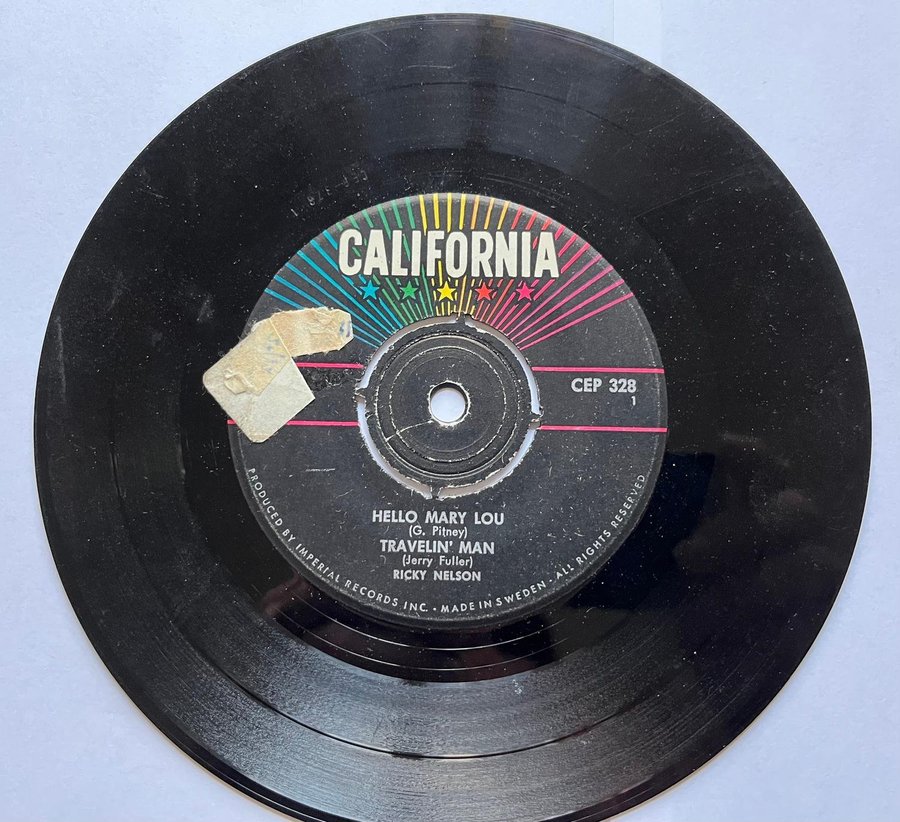 CALIFORNIA
CEP 328
1
HELLO MARY LOU
(G. Pitney)
TRAVELIN' MAN
(Jerry Fuller)
RICKY NELSON
PRODUCED BY IMPERIAL RECORDS INC. • MADE IN SWEDEN - ALL RIGHTS RESERVED